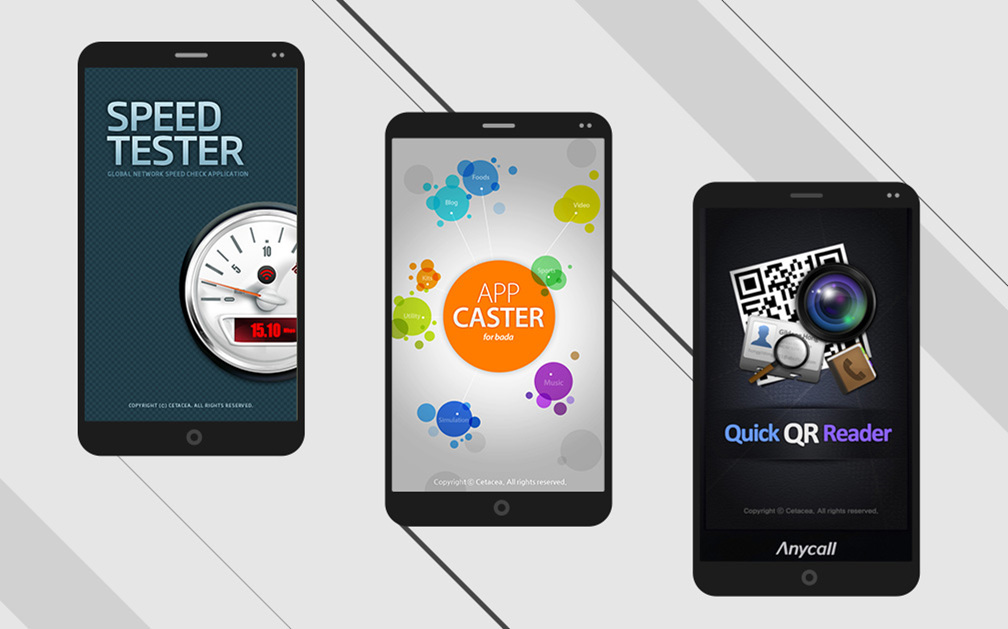 SPEED
TESTER
GLOBAL NETWORK SPEED CHECK APPLICATION
5
10
15.10
COPYRIGHT (c) CETACEA. ALL RIGHTS RESERVED.
Foods
Blog
Video
Sports
Kids
Utility
APP
CASTER
for bada
Music
Simulation
Copyright ⓒ Cetacea. All rights reserved.
Quick QR Reader
Copyright ⓒ Cetacea. All rights reserved.
Anycall